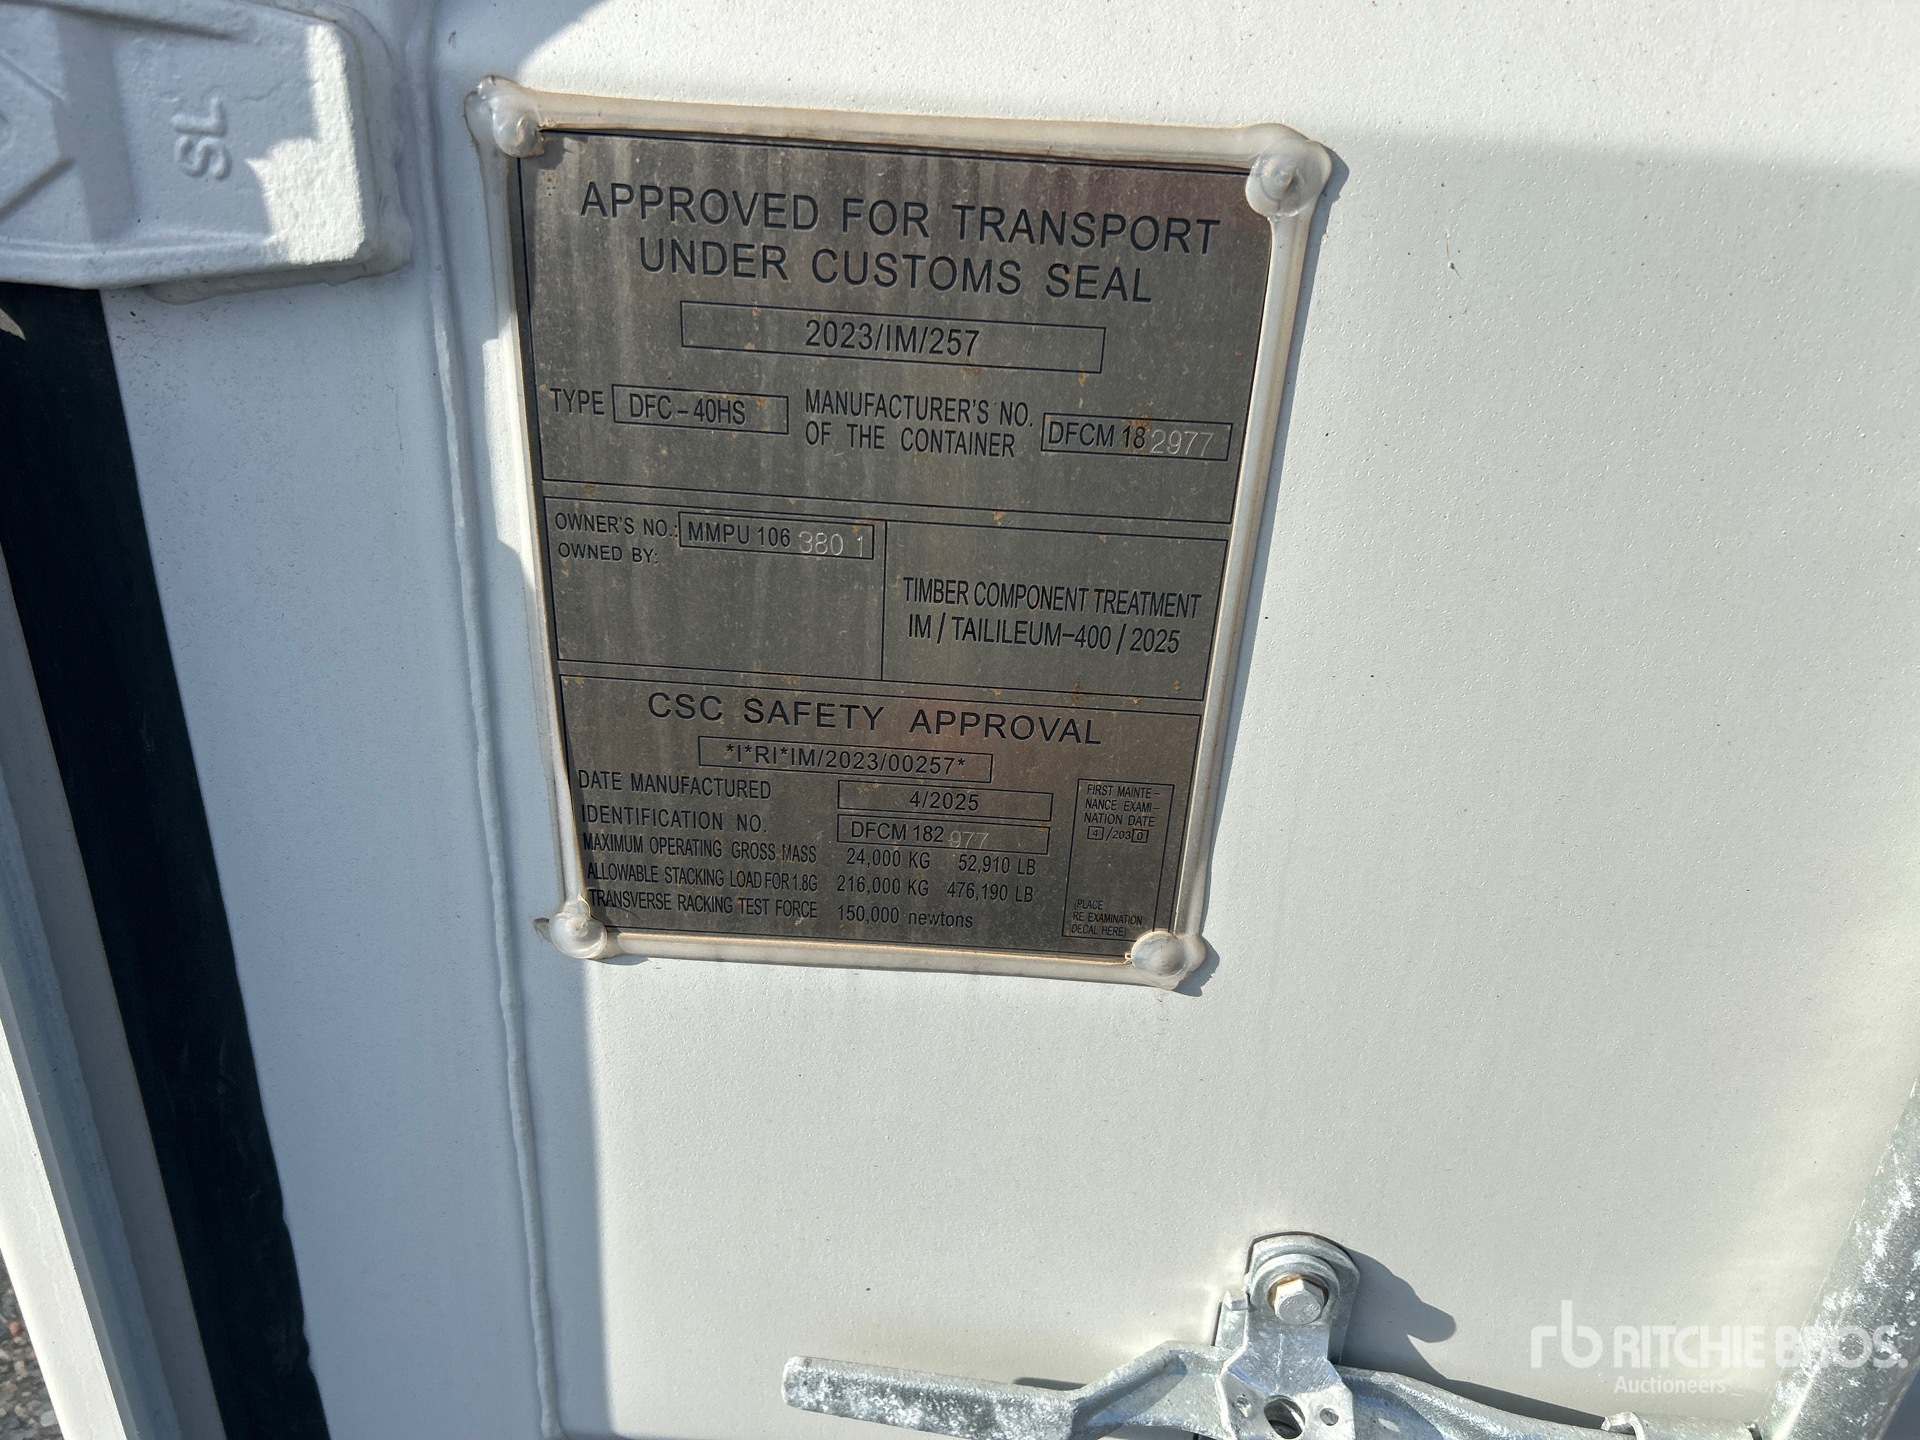 SL
APPROVED FOR TRANSPORT
UNDER CUSTOMS SEAL
2023/IM/257
TYPE DFC-40HS MANUFACTURER'S NO.
OF THE CONTAINER DFCM 182977
OWNER'S NO.: MMPU 106 380 1
OWNED BY:
TIMBER COMPONENT TREATMENT
IM / TAILILEUM-400 / 2025
CSC SAFETY APPROVAL
*I*RI*IM/2023/00257*
DATE MANUFACTURED 4/2025
IDENTIFICATION NO. DFCM 182977
MAXIMUM OPERATING GROSS MASS 24,000 KG 52,910 LB
ALLOWABLE STACKING LOAD FOR 1.8G 216,000 KG 476,190 LB
TRANSVERSE RACKING TEST FORCE 150,000 newtons
FIRST MAINTE-
NANCE EXAMI-
NATION DATE
4/2030
(PLACE
RE EXAMINATION
DECAL HERE)
rb RITCHIE BROS.
Auctioneers